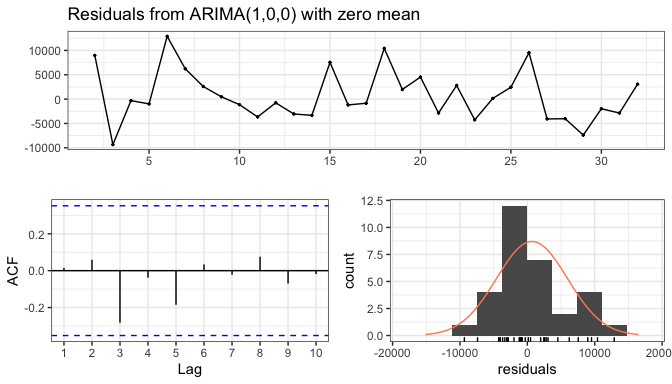 Residuals from ARIMA(1,0,0) with zero mean
10000
5000
0
-5000
-10000
5 10 15 20 25 30
ACF
0.2
0.0
-0.2
1 2 3 4 5 6 7 8 9 10
Lag
count
12.5
10.0
7.5
5.0
2.5
0.0
-20000 -10000 0 10000 20000
residuals